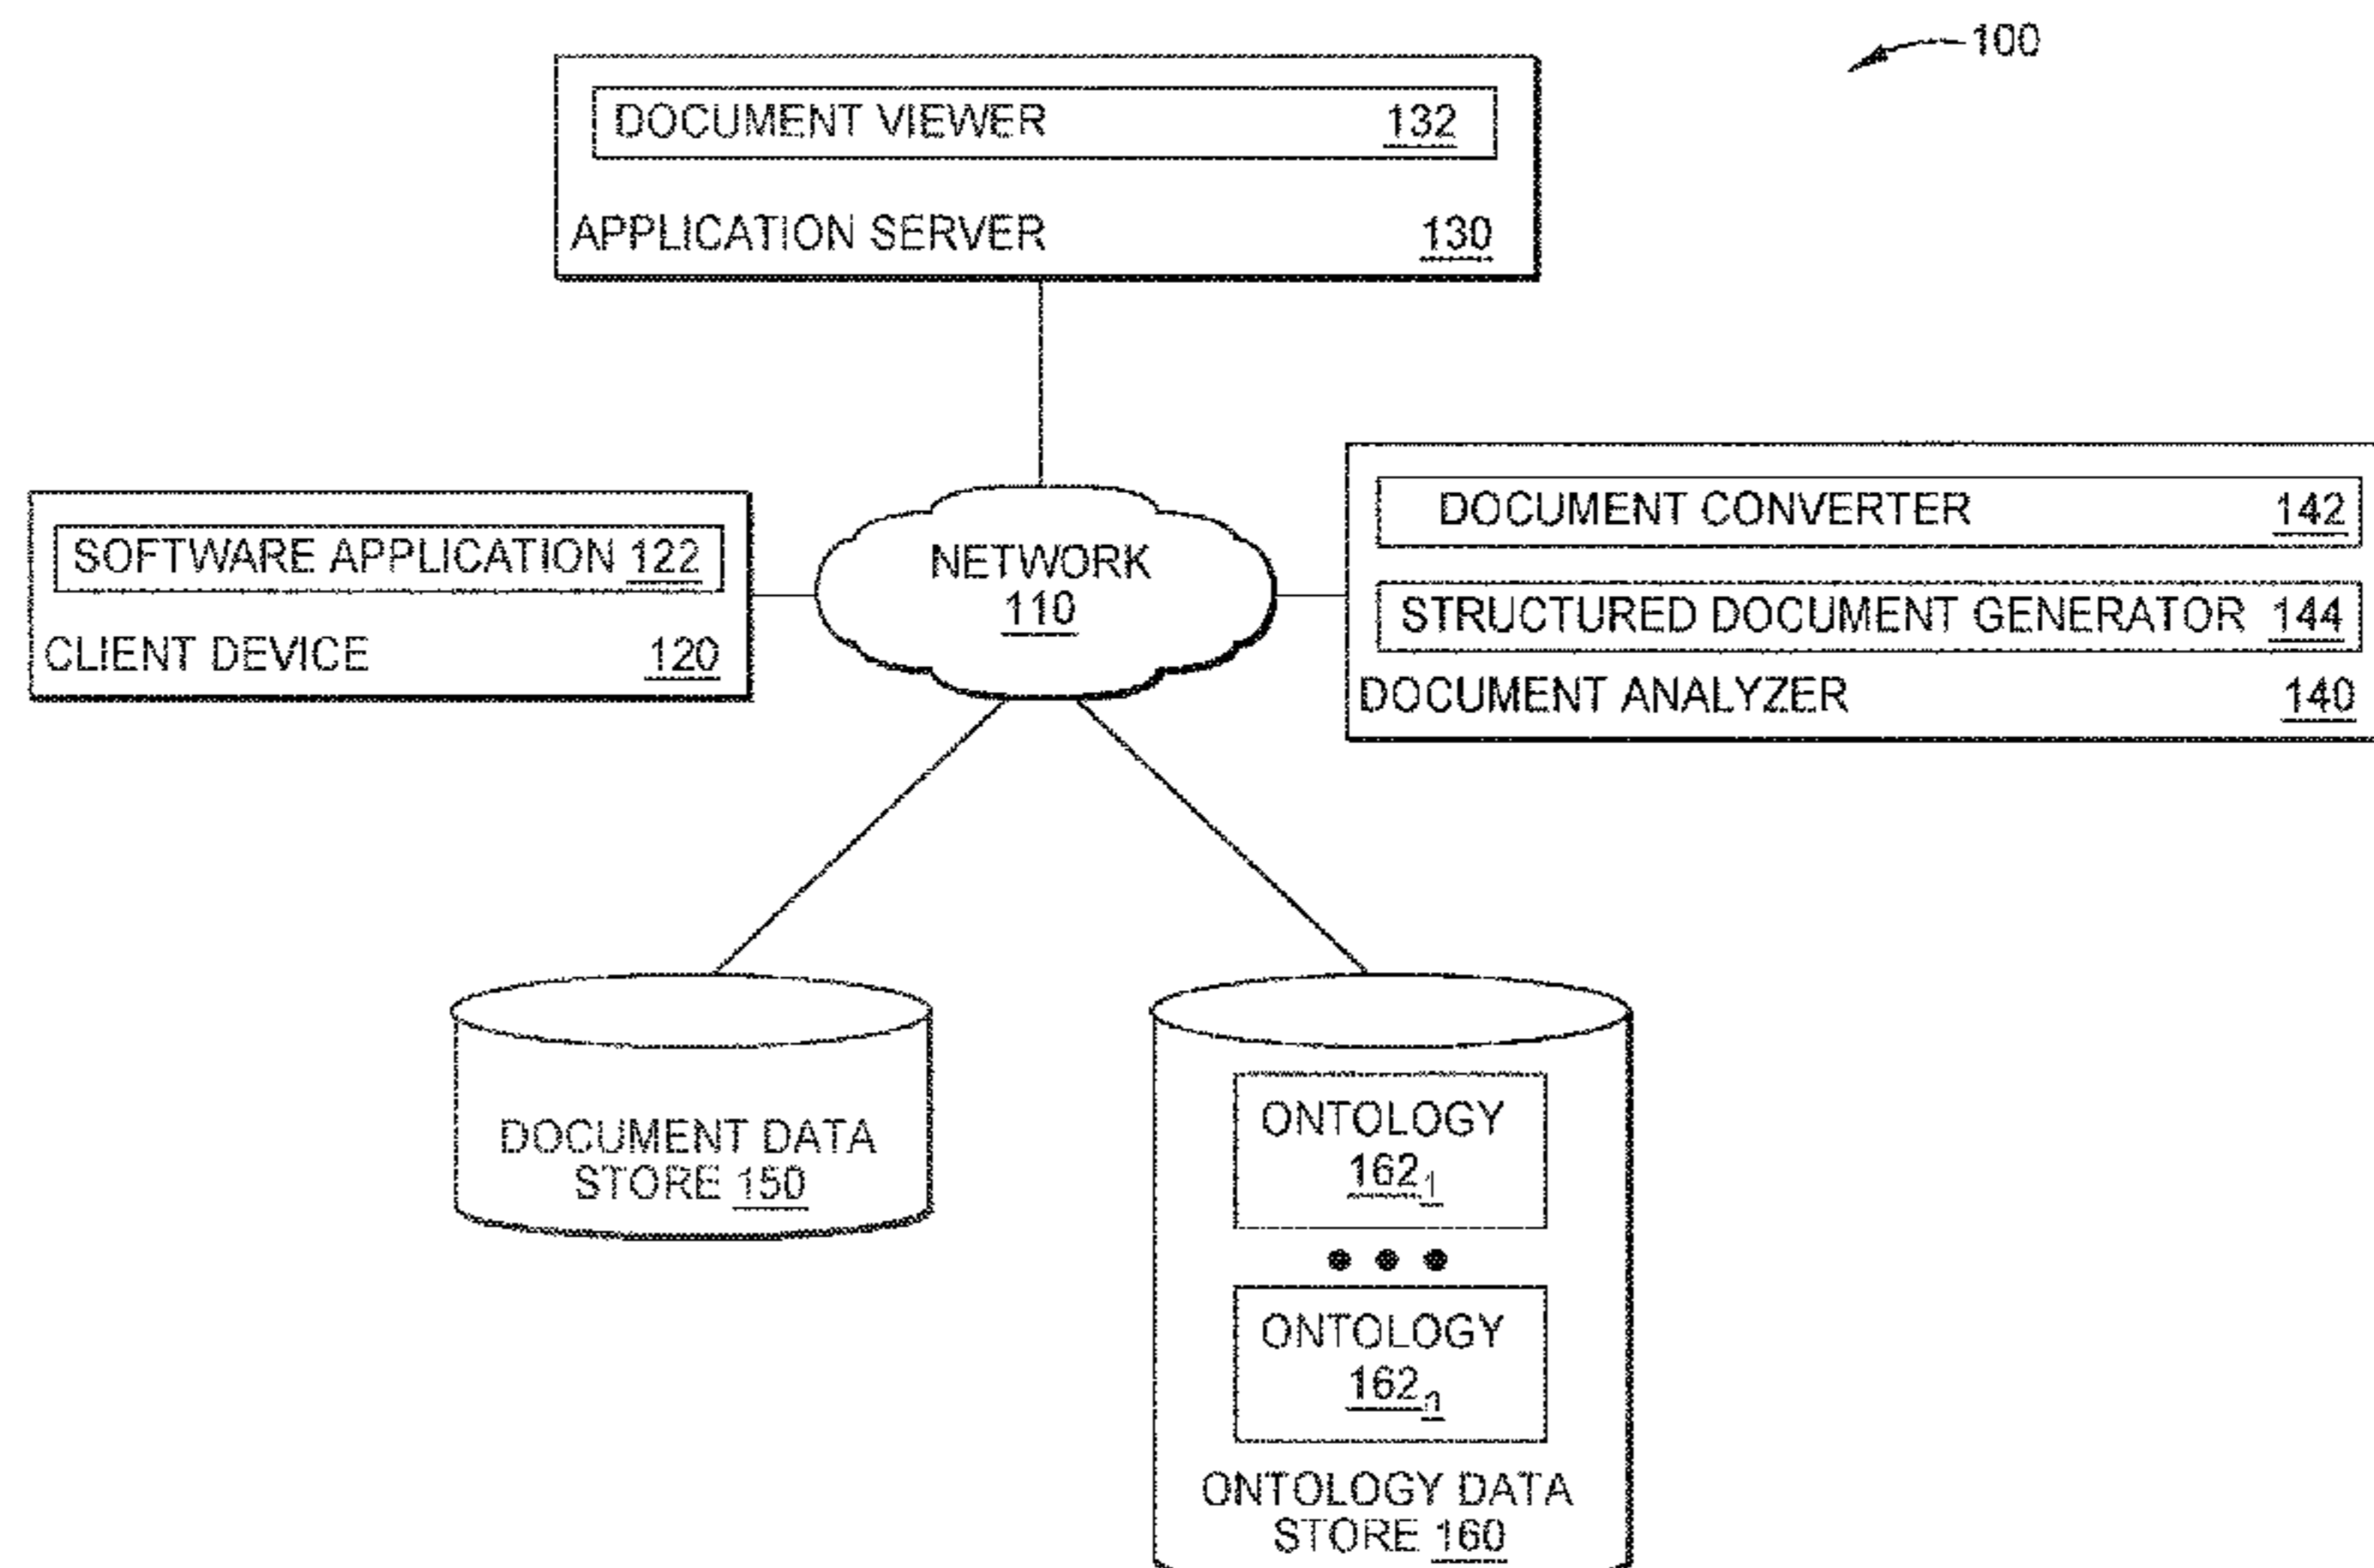 100
DOCUMENT VIEWER 132
APPLICATION SERVER 130
SOFTWARE APPLICATION 122
CLIENT DEVICE 120
NETWORK
110
DOCUMENT CONVERTER 142
STRUCTURED DOCUMENT GENERATOR 144
DOCUMENT ANALYZER 140
DOCUMENT DATA
STORE 150
ONTOLOGY
162₁
•••
ONTOLOGY
162ₙ
ONTOLOGY DATA
STORE 160